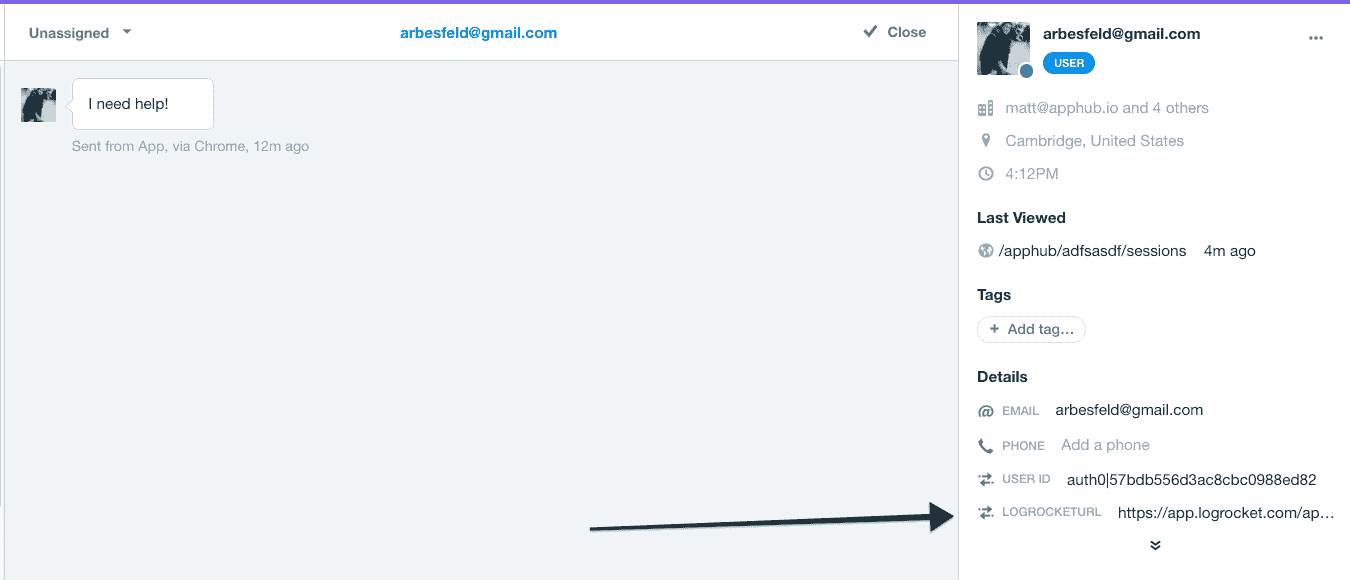 Unassigned
arbesfeld@gmail.com
Close
I need help!
Sent from App, via Chrome, 12m ago
arbesfeld@gmail.com
USER
matt@apphub.io and 4 others
Cambridge, United States
4:12PM
Last Viewed
/apphub/adfsasdf/sessions 4m ago
Tags
+ Add tag...
Details
@ EMAIL arbesfeld@gmail.com
PHONE Add a phone
USER ID auth0|57bdb556d3ac8cbc0988ed82
LOGROCKETURL https://app.logrocket.com/ap...